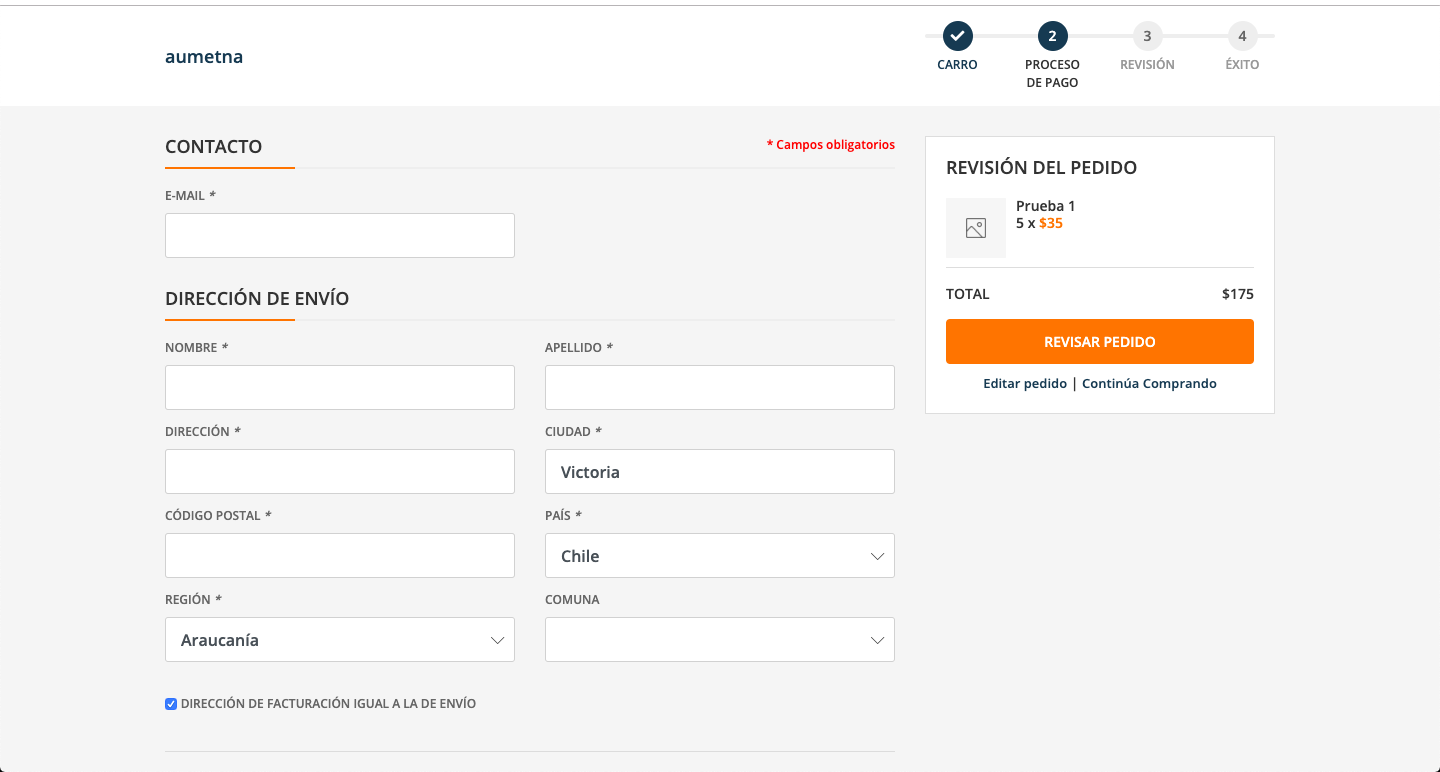 aumetna
2
3
4
CARRO
PROCESO
DE PAGO
REVISIÓN
ÉXITO
CONTACTO
* Campos obligatorios
E-MAIL *
DIRECCIÓN DE ENVÍO
NOMBRE *
APELLIDO *
DIRECCIÓN *
CIUDAD *
Victoria
CÓDIGO POSTAL *
PAÍS *
Chile
REGIÓN *
COMUNA
Araucanía
DIRECCIÓN DE FACTURACIÓN IGUAL A LA DE ENVÍO
REVISIÓN DEL PEDIDO
Prueba 1
5 x $35
TOTAL $175
REVISAR PEDIDO
Editar pedido | Continúa Comprando